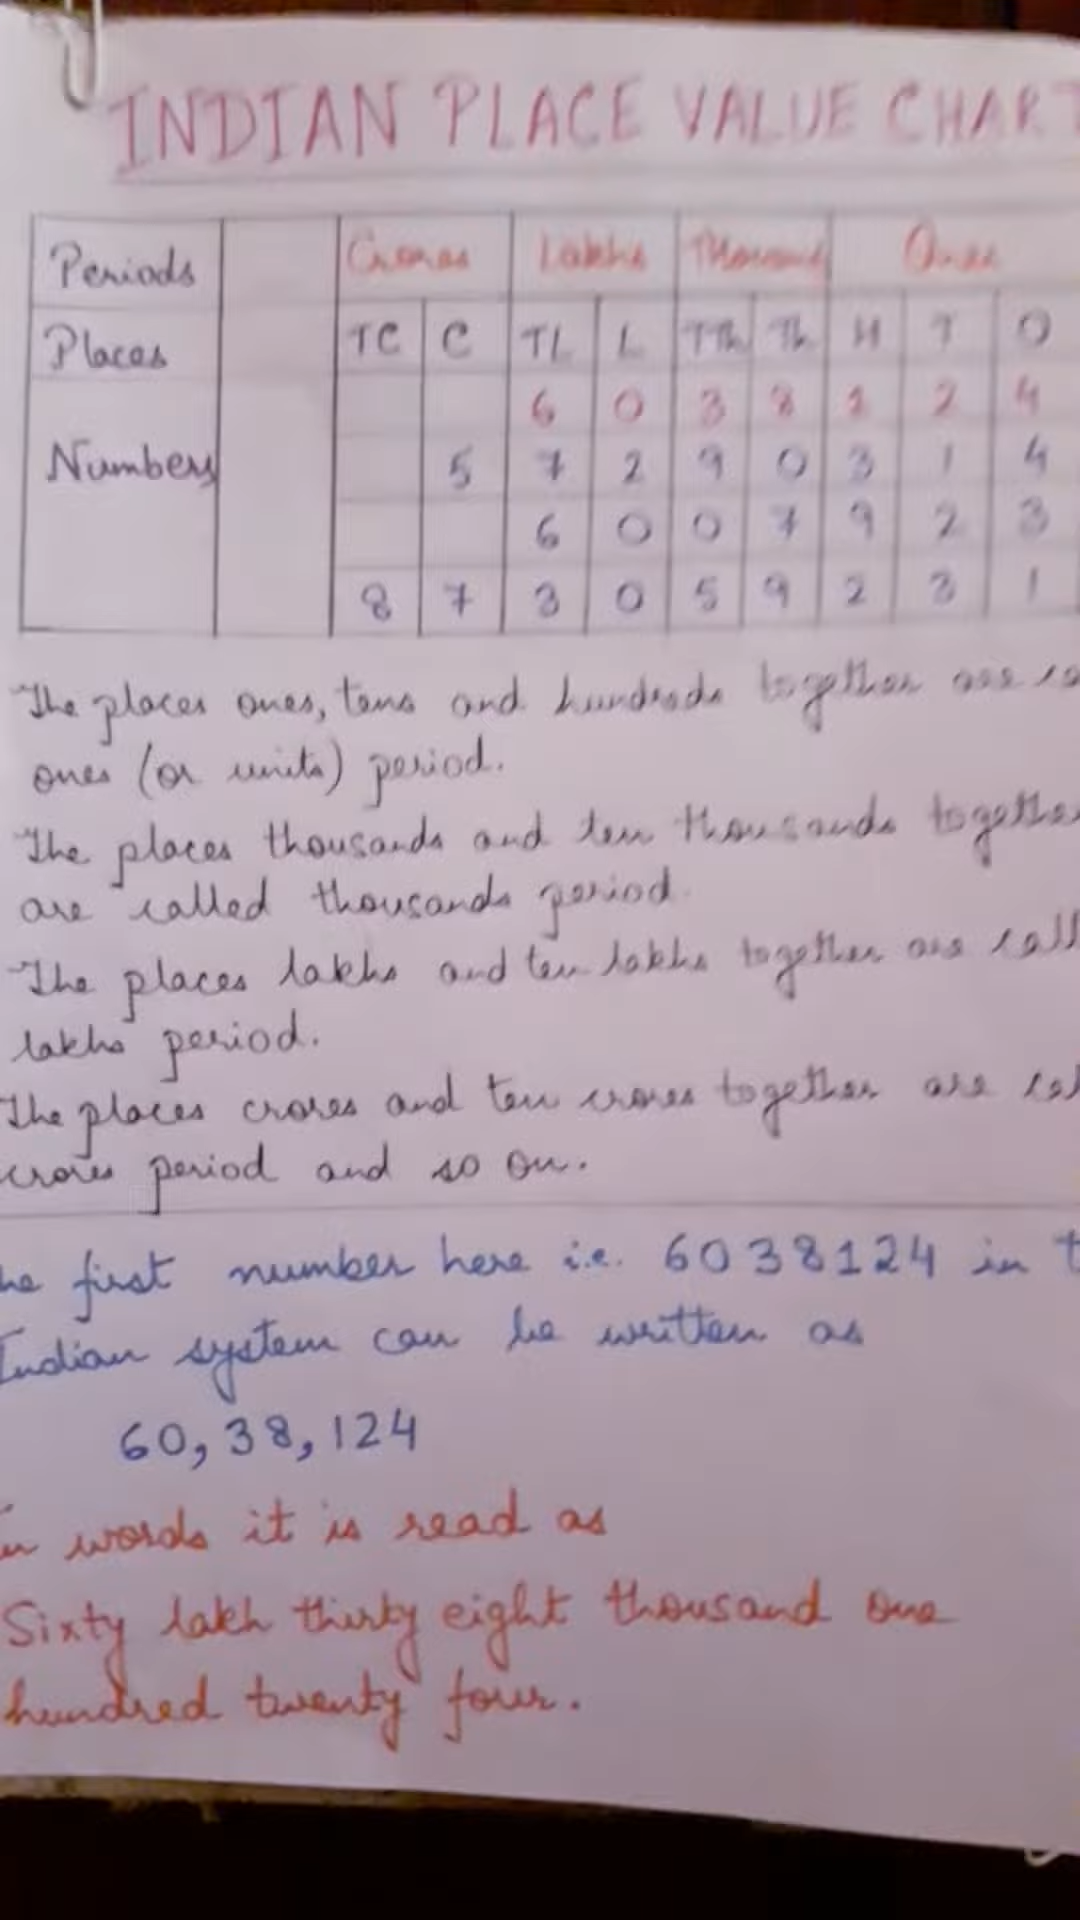 INDIAN PLACE VALUE CHART
Periods Crores Lakhs Thousands Ones
Places TC C TL L TTh Th H T O
6 0 3 8 1 2 4
Numbers 5 7 2 9 0 3 1 4
6 0 0 7 9 2 3
8 7 3 0 5 9 2 3 1
The places ones, tens and hundreds together are
ones (or units) period.
The places thousands and ten thousands together
are called thousands period.
The places lakhs and ten lakhs together are call
lakhs period.
The places crores and ten crores together are
crores period and so on.
he first number here i.e. 6038124 in t
Indian system can be written as
60,38,124
In words it is read as
Sixty lakh thirty eight thousand one
hundred twenty four.